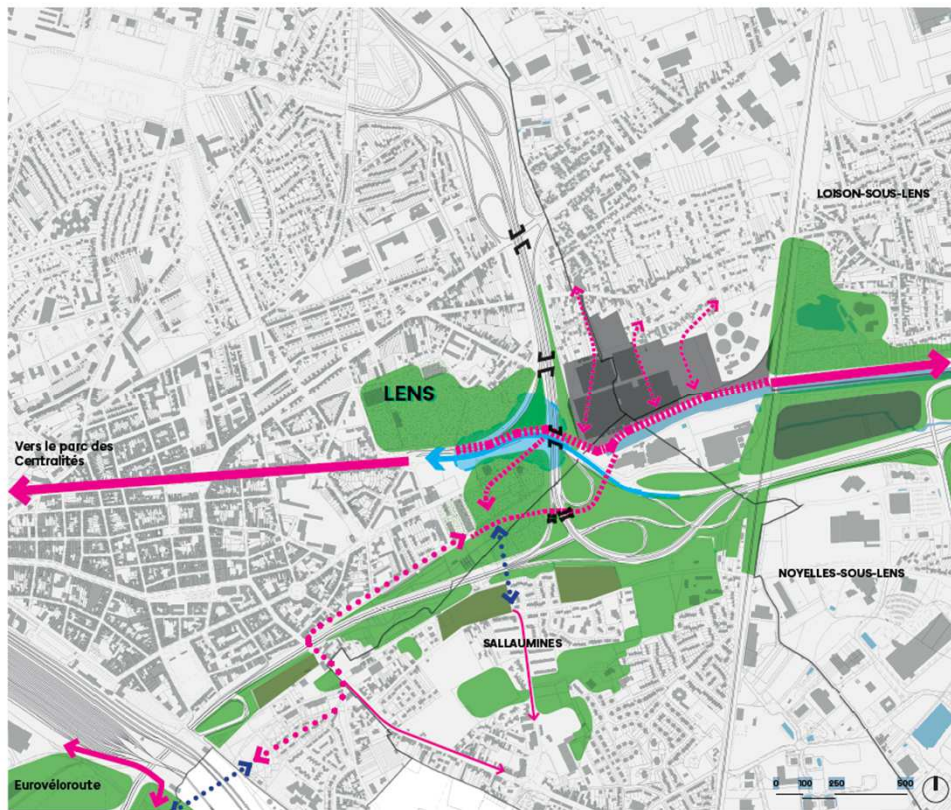 LOISON-SOUS-LENS
LENS
Vers le parc des
Centralités
NOYELLES-SOUS-LENS
SALLAUMINES
Eurovéloroute
0 100 250 500